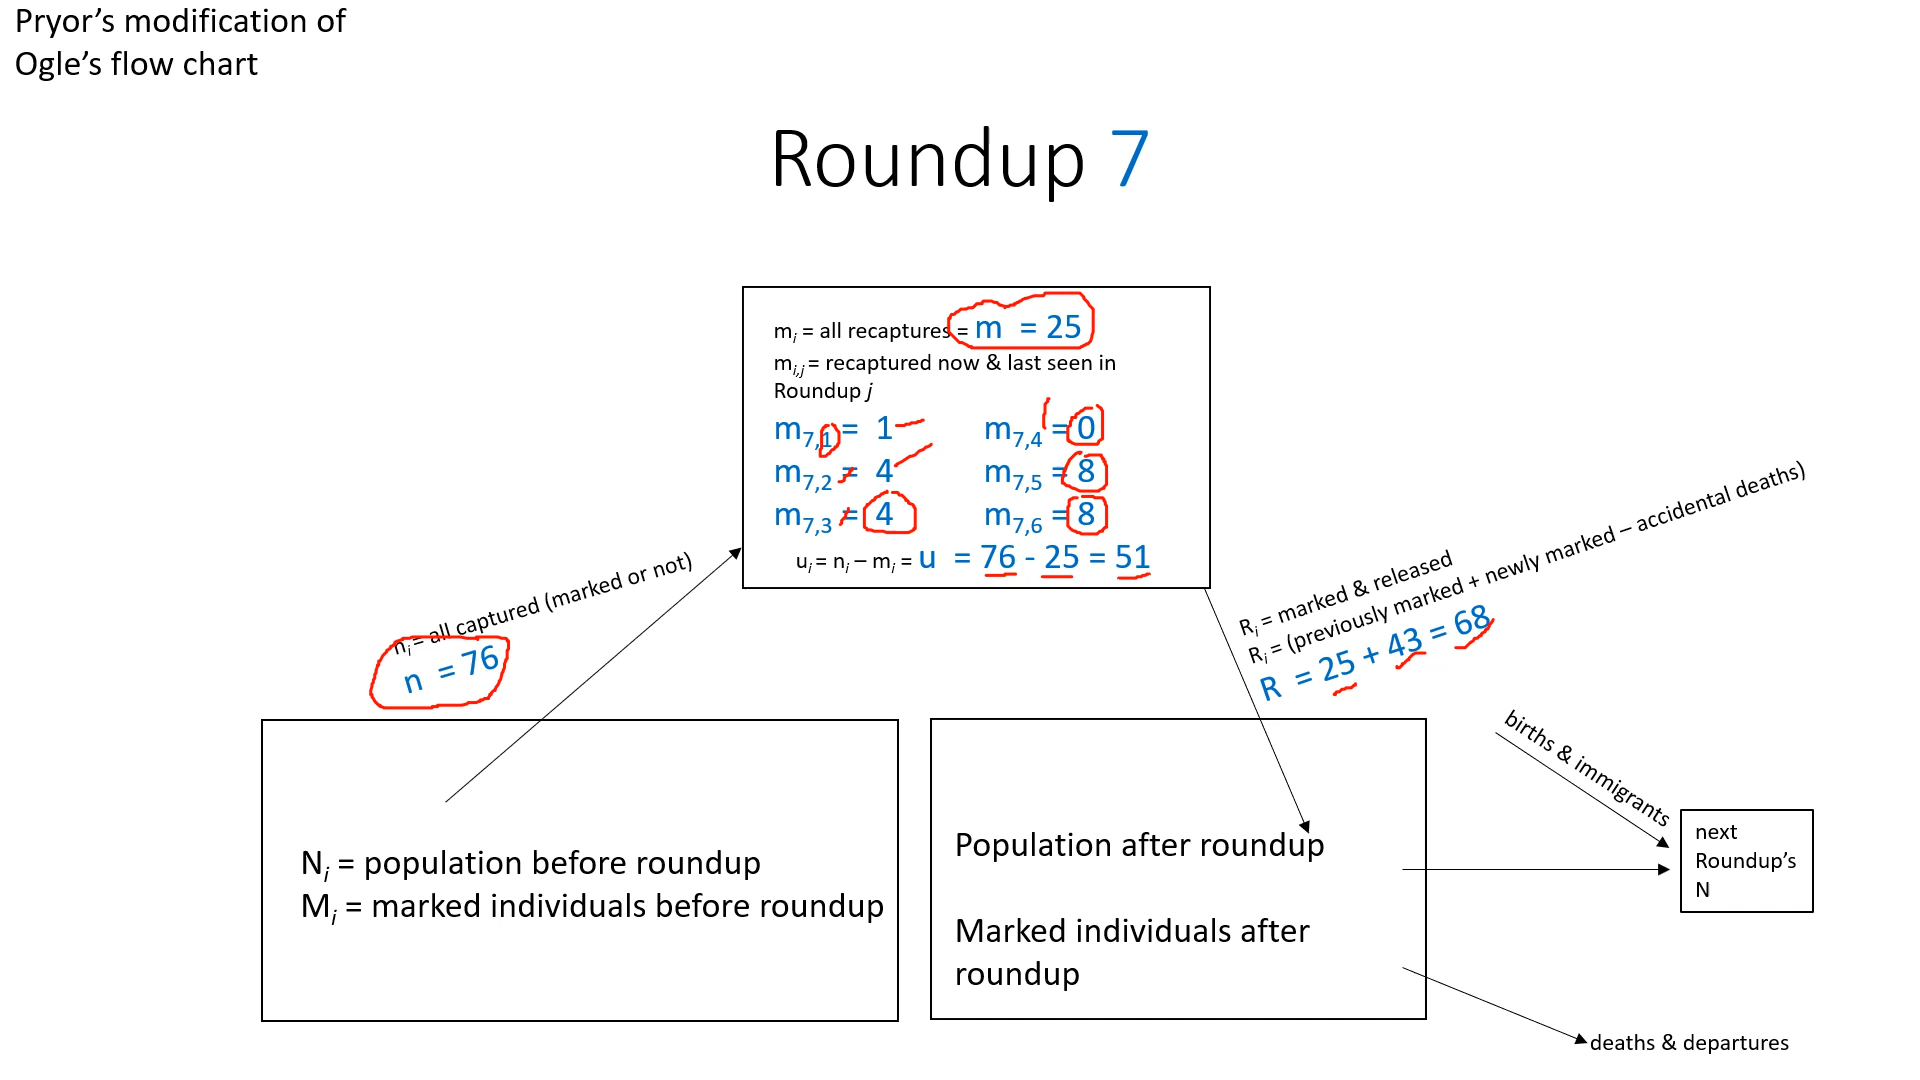 Pryor’s modification of
Ogle’s flow chart
Roundup 7
mi = all recaptures = m = 25
mi,j = recaptured now & last seen in
Roundup j
m7,1 = 1 m7,4 = 0
m7,2 = 4 m7,5 = 8
m7,3 = 4 m7,6 = 8
ui = ni – mi = u = 76 - 25 = 51
ni = all captured (marked or not)
n = 76
Ri = marked & released
Ri = (previously marked + newly marked – accidental deaths)
R = 25 + 43 = 68
Ni = population before roundup
Mi = marked individuals before roundup
Population after roundup
Marked individuals after
roundup
births & immigrants
next
Roundup’s
N
deaths & departures